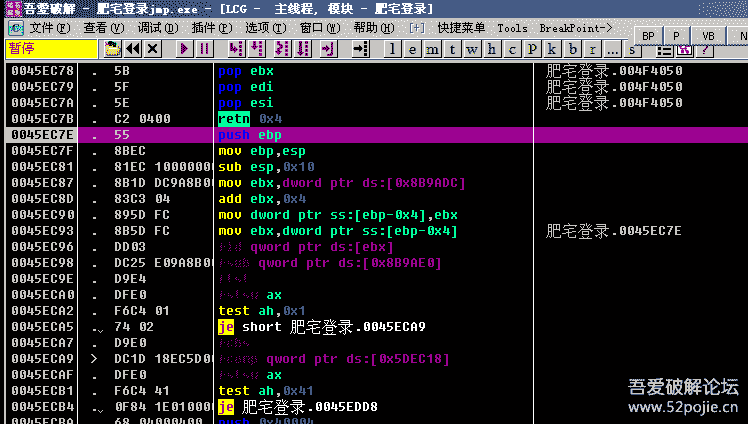 吾爱破解 - 肥宅登录jmp.exe - [LCG - 主线程, 模块 - 肥宅登录]
文件(F) 查看(V) 调试(D) 插件(P) 选项(T) 窗口(W) 帮助(H) [+] 快捷菜单 Tools BreakPoint-> BP P VB
暂停 l e m t w h c P k b r ... s
0045EC78 . 5B pop ebx 肥宅登录.004F4050
0045EC79 . 5F pop edi 肥宅登录.004F4050
0045EC7A . 5E pop esi 肥宅登录.004F4050
0045EC7B . C2 0400 retn 0x4
0045EC7E . 55 push ebp
0045EC7F . 8BEC mov ebp,esp
0045EC81 . 81EC 1000000 sub esp,0x10
0045EC87 . 8B1D DC9A8B0 mov ebx,dword ptr ds:[0x8B9ADC]
0045EC8D . 83C3 04 add ebx,0x4
0045EC90 . 895D FC mov dword ptr ss:[ebp-0x4],ebx
0045EC93 . 8B5D FC mov ebx,dword ptr ss:[ebp-0x4] 肥宅登录.0045EC7E
0045EC96 . DD03 qword ptr ds:[ebx]
0045EC98 . DC25 E09A8B0 qword ptr ds:[0x8B9AE0]
0045EC9E . D9E4
0045ECA0 . DFE0 ax
0045ECA2 . F6C4 01 test ah,0x1
0045ECA5 . 74 02 je short 肥宅登录.0045ECA9
0045ECA7 . D9E0
0045ECA9 > DC1D 18EC5D0 qword ptr ds:[0x5DEC18]
0045ECAF . DFE0 ax
0045ECB1 . F6C4 41 test ah,0x41
0045ECB4 . 0F84 1E01000 je 肥宅登录.0045EDD8
吾爱破解论坛
www.52pojie.cn